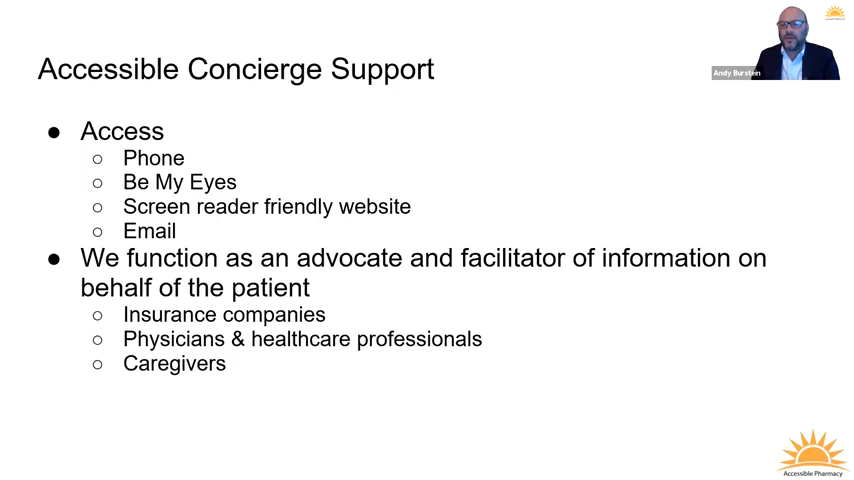 Accessible Concierge Support
Andy Burstein
● Access
○ Phone
○ Be My Eyes
○ Screen reader friendly website
○ Email
● We function as an advocate and facilitator of information on
behalf of the patient
○ Insurance companies
○ Physicians & healthcare professionals
○ Caregivers
Accessible Pharmacy